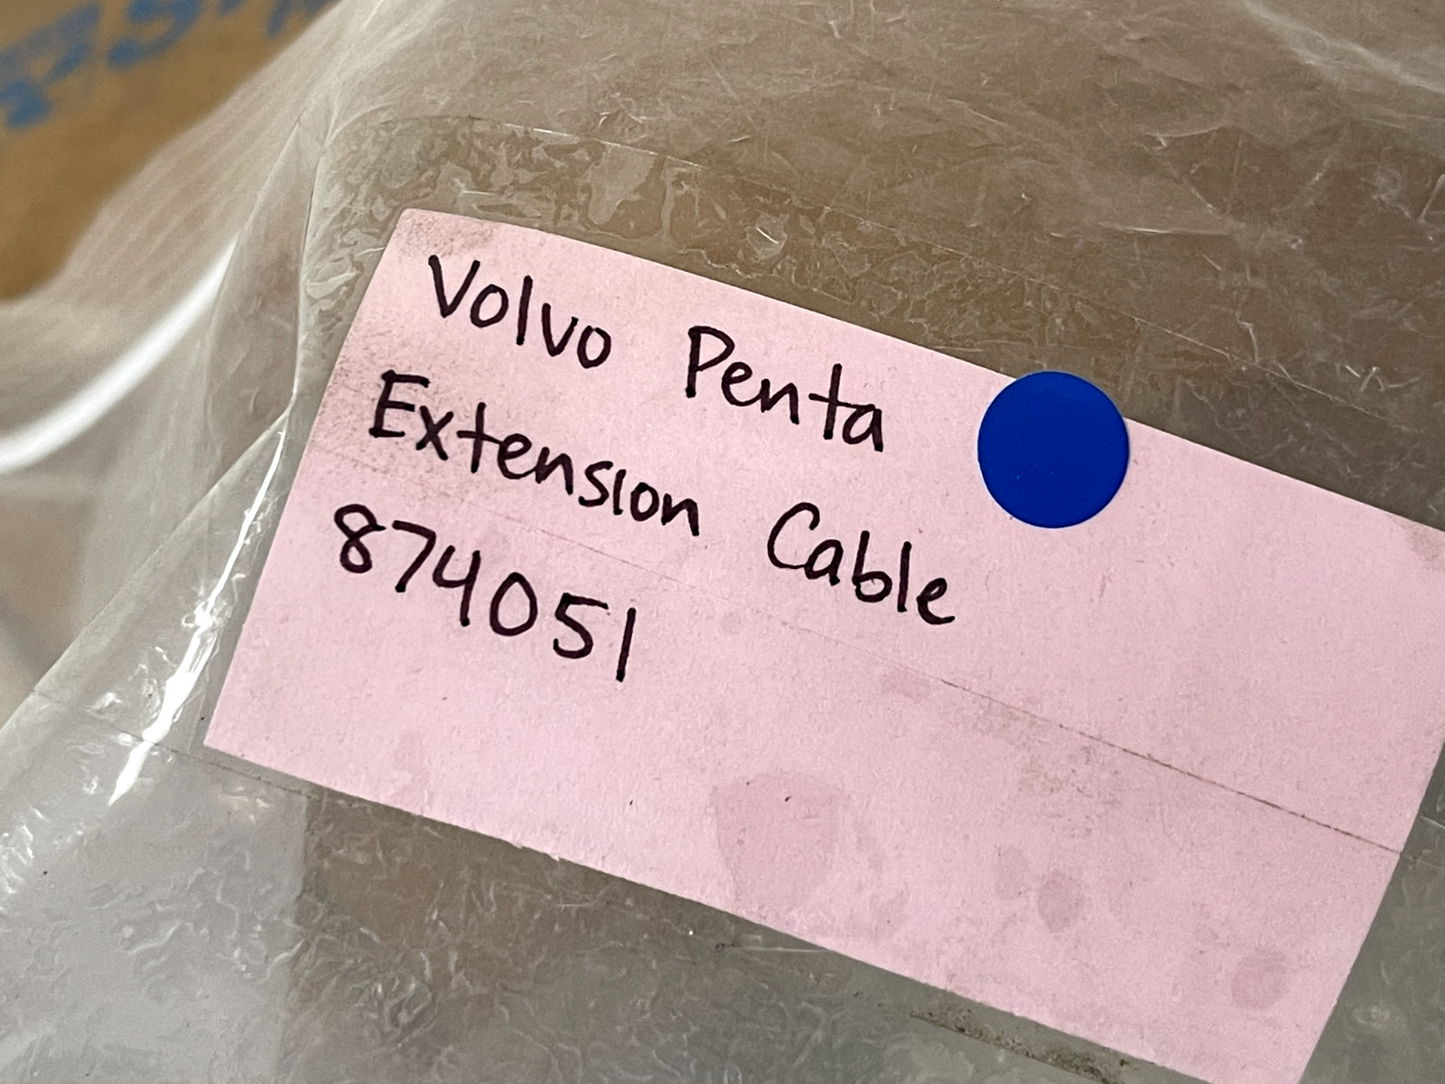 Volvo Penta
Extension Cable
874051